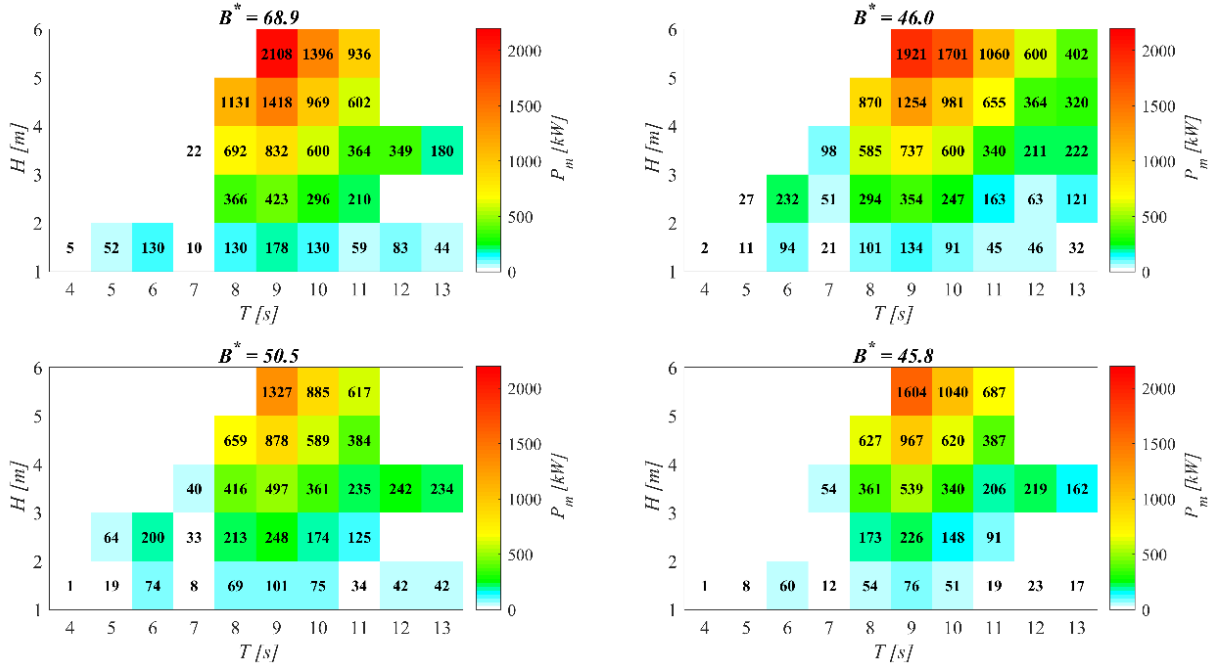 B* = 68.9
6
5
4
3
2
1
H [m]
2108 1396 936
1131 1418 969 602
22 692 832 600 364 349 180
366 423 296 210
5 52 130 10 130 178 130 59 83 44
4 5 6 7 8 9 10 11 12 13
T [s]
2000
1500
1000
500
0
P_m [kW]
B* = 46.0
6
5
4
3
2
1
H [m]
1921 1701 1060 600 402
870 1254 981 655 364 320
98 585 737 600 340 211 222
27 232 51 294 354 247 163 63 121
2 11 94 21 101 134 91 45 46 32
4 5 6 7 8 9 10 11 12 13
T [s]
2000
1500
1000
500
0
P_m [kW]
B* = 50.5
6
5
4
3
2
1
H [m]
1327 885 617
659 878 589 384
40 416 497 361 235 242 234
64 200 33 213 248 174 125
1 19 74 8 69 101 75 34 42 42
4 5 6 7 8 9 10 11 12 13
T [s]
2000
1500
1000
500
0
P_m [kW]
B* = 45.8
6
5
4
3
2
1
H [m]
1604 1040 687
627 967 620 387
54 361 539 340 206 219 162
173 226 148 91
1 8 60 12 54 76 51 19 23 17
4 5 6 7 8 9 10 11 12 13
T [s]
2000
1500
1000
500
0
P_m [kW]